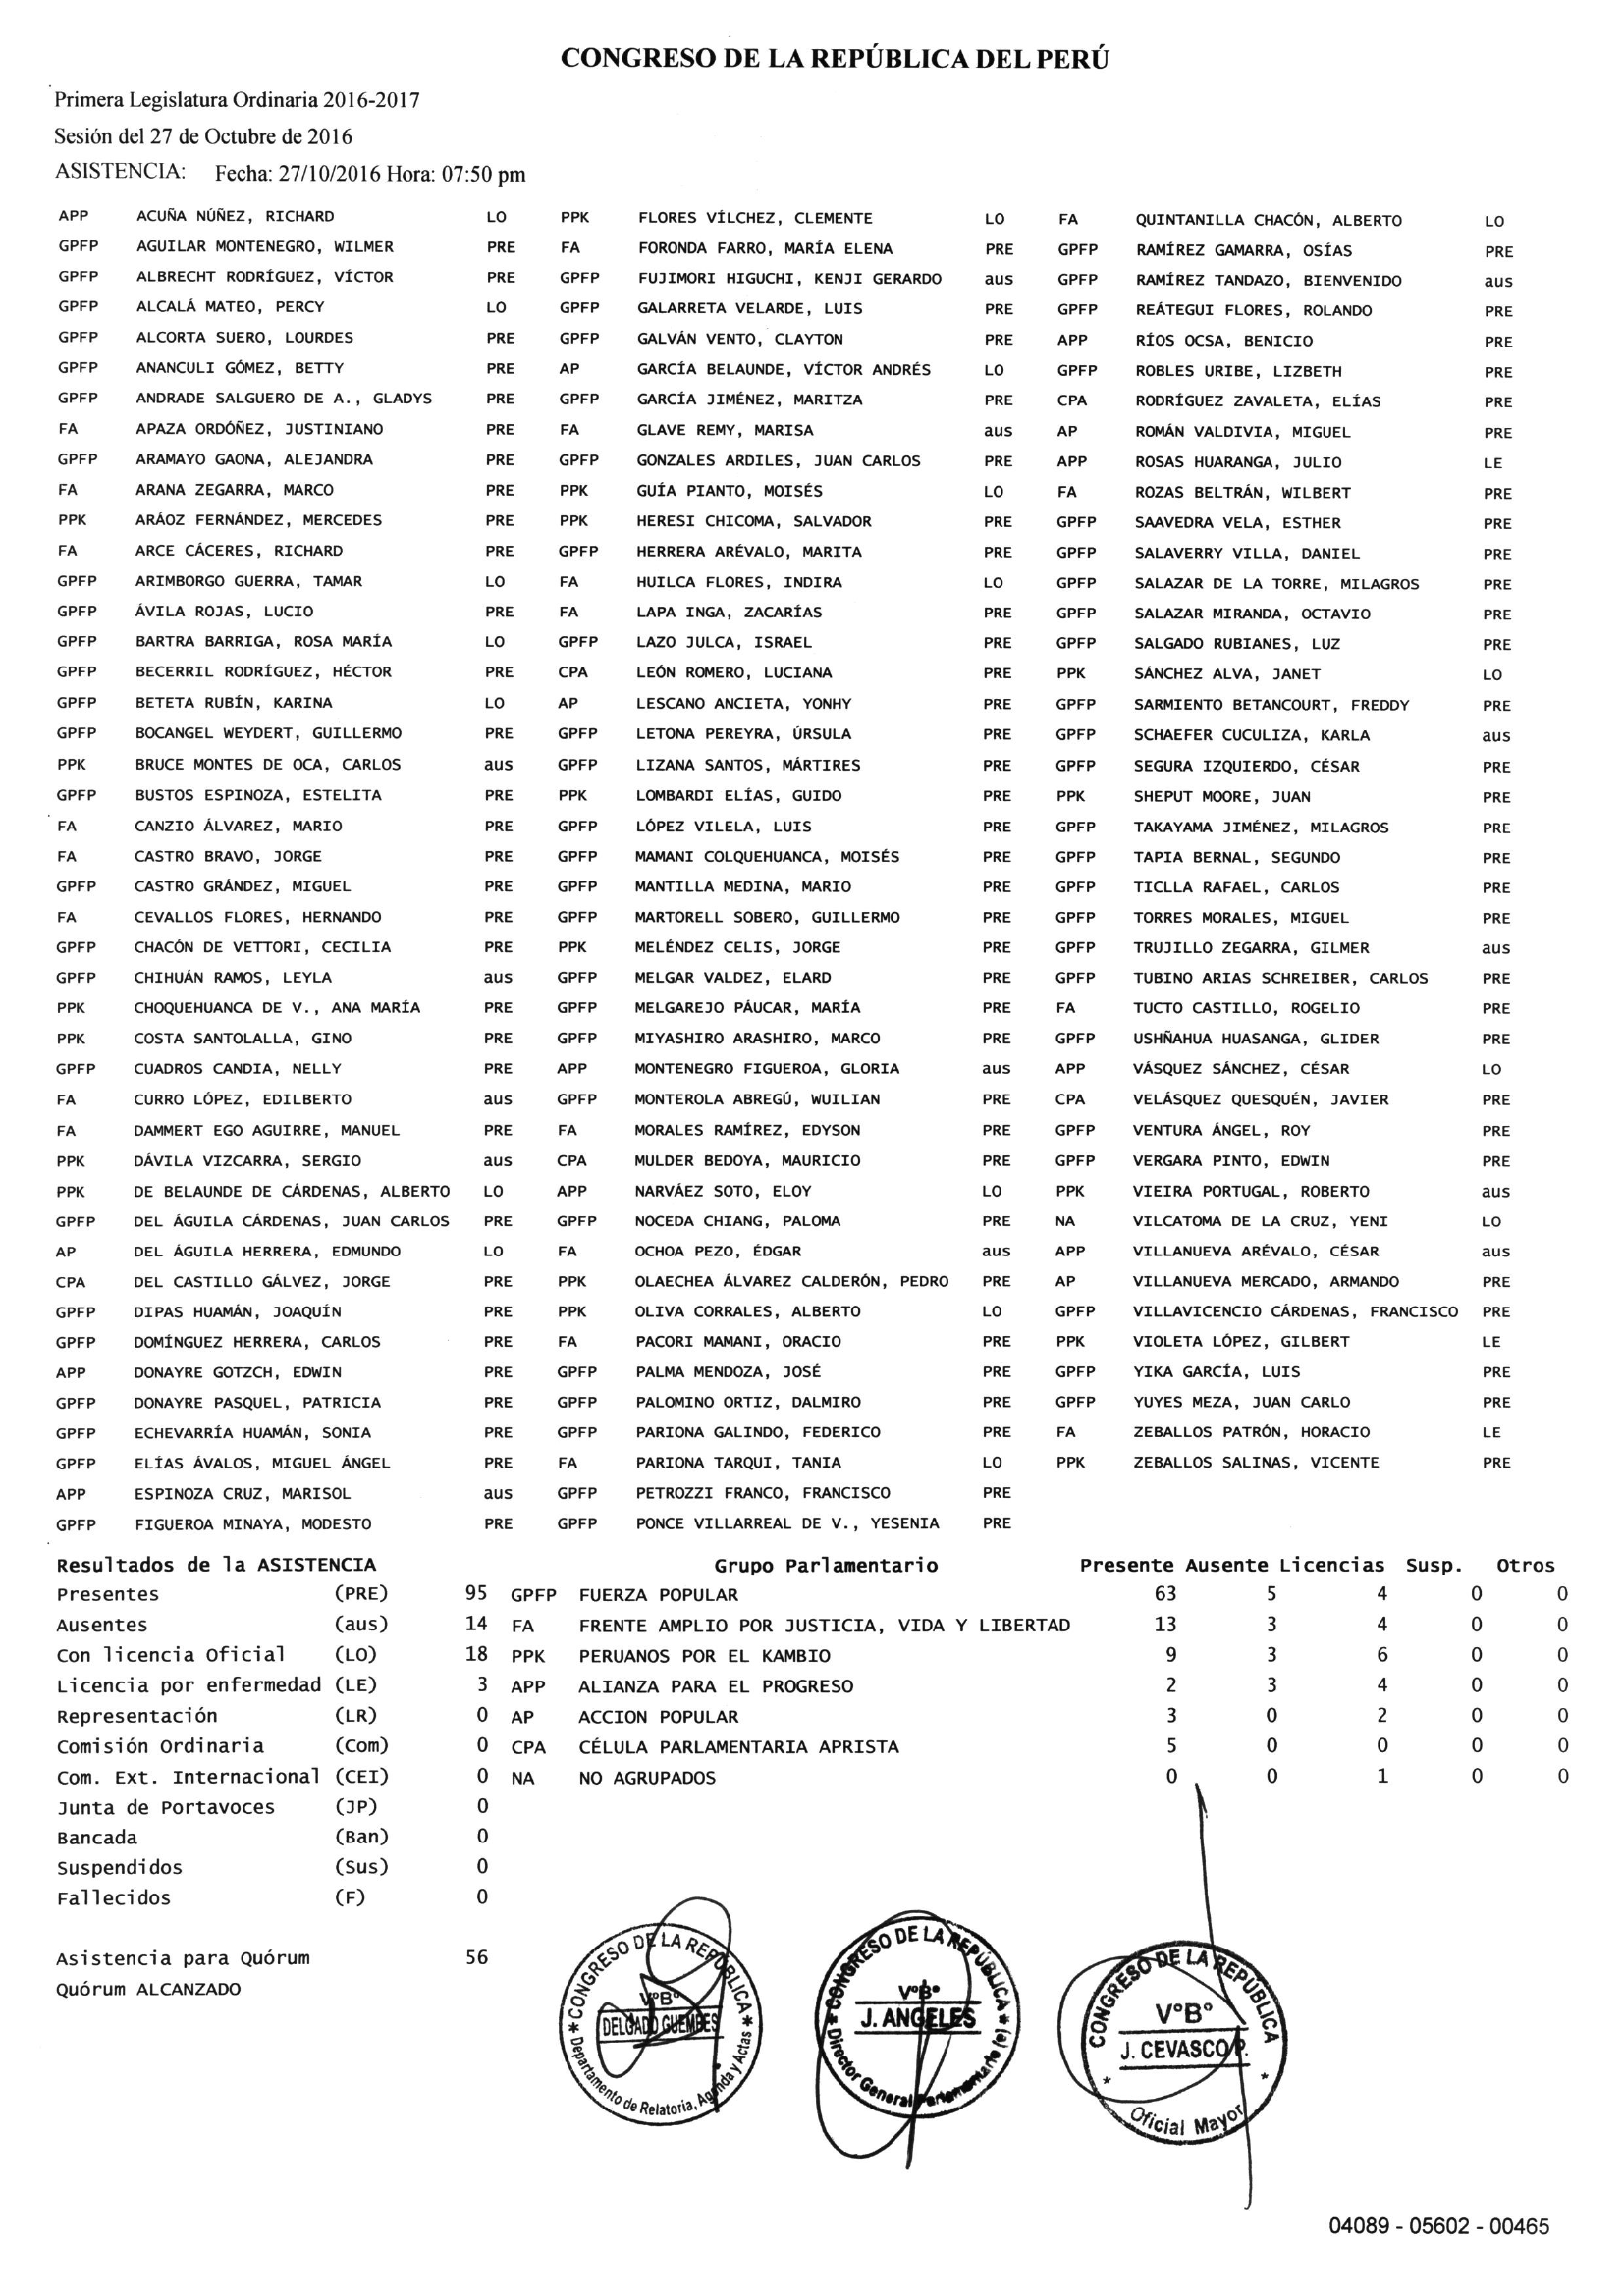 CONGRESO DE LA REPÚBLICA DEL PERÚ
Primera Legislatura Ordinaria 2016-2017
Sesión del 27 de Octubre de 2016
ASISTENCIA: Fecha: 27/10/2016 Hora: 07:50 pm
APP ACUÑA NÚÑEZ, RICHARD LO PPK FLORES VÍLCHEZ, CLEMENTE LO FA QUINTANILLA CHACÓN, ALBERTO LO
GPFP AGUILAR MONTENEGRO, WILMER PRE FA FORONDA FARRO, MARÍA ELENA PRE GPFP RAMÍREZ GAMARRA, OSÍAS PRE
GPFP ALBRECHT RODRÍGUEZ, VÍCTOR PRE GPFP FUJIMORI HIGUCHI, KENJI GERARDO aus GPFP RAMÍREZ TANDAZO, BIENVENIDO aus
GPFP ALCALÁ MATEO, PERCY LO GPFP GALARRETA VELARDE, LUIS PRE GPFP REÁTEGUI FLORES, ROLANDO PRE
GPFP ALCORTA SUERO, LOURDES PRE GPFP GALVÁN VENTO, CLAYTON PRE APP RÍOS OCSA, BENICIO PRE
GPFP ANANCULI GÓMEZ, BETTY PRE AP GARCÍA BELAUNDE, VÍCTOR ANDRÉS LO GPFP ROBLES URIBE, LIZBETH PRE
GPFP ANDRADE SALGUERO DE A., GLADYS PRE GPFP GARCÍA JIMÉNEZ, MARITZA PRE CPA RODRÍGUEZ ZAVALETA, ELÍAS PRE
FA APAZA ORDÓÑEZ, JUSTINIANO PRE FA GLAVE REMY, MARISA aus AP ROMÁN VALDIVIA, MIGUEL PRE
GPFP ARAMAYO GAONA, ALEJANDRA PRE GPFP GONZALES ARDILES, JUAN CARLOS PRE APP ROSAS HUARANGA, JULIO LE
FA ARANA ZEGARRA, MARCO PRE PPK GUÍA PIANTO, MOISÉS LO FA ROZAS BELTRÁN, WILBERT PRE
PPK ARÁOZ FERNÁNDEZ, MERCEDES PRE PPK HERESI CHICOMA, SALVADOR PRE GPFP SAAVEDRA VELA, ESTHER PRE
FA ARCE CÁCERES, RICHARD PRE GPFP HERRERA ARÉVALO, MARITA PRE GPFP SALAVERRY VILLA, DANIEL PRE
GPFP ARIMBORGO GUERRA, TAMAR LO FA HUILCA FLORES, INDIRA LO GPFP SALAZAR DE LA TORRE, MILAGROS PRE
GPFP ÁVILA ROJAS, LUCIO PRE FA LAPA INGA, ZACARÍAS PRE GPFP SALAZAR MIRANDA, OCTAVIO PRE
GPFP BARTRA BARRIGA, ROSA MARÍA LO GPFP LAZO JULCA, ISRAEL PRE GPFP SALGADO RUBIANES, LUZ PRE
GPFP BECERRIL RODRÍGUEZ, HÉCTOR PRE CPA LEÓN ROMERO, LUCIANA PRE PPK SÁNCHEZ ALVA, JANET LO
GPFP BETETA RUBÍN, KARINA LO AP LESCANO ANCIETA, YONHY PRE GPFP SARMIENTO BETANCOURT, FREDDY PRE
GPFP BOCANGEL WEYDERT, GUILLERMO PRE GPFP LETONA PEREYRA, ÚRSULA PRE GPFP SCHAEFER CUCULIZA, KARLA aus
PPK BRUCE MONTES DE OCA, CARLOS aus GPFP LIZANA SANTOS, MÁRTIRES PRE GPFP SEGURA IZQUIERDO, CÉSAR PRE
GPFP BUSTOS ESPINOZA, ESTELITA PRE PPK LOMBARDI ELÍAS, GUIDO PRE PPK SHEPUT MOORE, JUAN PRE
FA CANZIO ÁLVAREZ, MARIO PRE GPFP LÓPEZ VILELA, LUIS PRE GPFP TAKAYAMA JIMÉNEZ, MILAGROS PRE
FA CASTRO BRAVO, JORGE PRE GPFP MAMANI COLQUEHUANCA, MOISÉS PRE GPFP TAPIA BERNAL, SEGUNDO PRE
GPFP CASTRO GRÁNDEZ, MIGUEL PRE GPFP MANTILLA MEDINA, MARIO PRE GPFP TICLLA RAFAEL, CARLOS PRE
FA CEVALLOS FLORES, HERNANDO PRE GPFP MARTORELL SOBERO, GUILLERMO PRE GPFP TORRES MORALES, MIGUEL PRE
GPFP CHACÓN DE VETTORI, CECILIA PRE PPK MELÉNDEZ CELIS, JORGE PRE GPFP TRUJILLO ZEGARRA, GILMER aus
GPFP CHIHUÁN RAMOS, LEYLA aus GPFP MELGAR VALDEZ, ELARD PRE GPFP TUBINO ARIAS SCHREIBER, CARLOS PRE
PPK CHOQUEHUANCA DE V., ANA MARÍA PRE GPFP MELGAREJO PÁUCAR, MARÍA PRE FA TUCTO CASTILLO, ROGELIO PRE
PPK COSTA SANTOLALLA, GINO PRE GPFP MIYASHIRO ARASHIRO, MARCO PRE GPFP USHÑAHUA HUASANGA, GLIDER PRE
GPFP CUADROS CANDIA, NELLY PRE APP MONTENEGRO FIGUEROA, GLORIA aus APP VÁSQUEZ SÁNCHEZ, CÉSAR LO
FA CURRO LÓPEZ, EDILBERTO aus GPFP MONTEROLA ABREGÚ, WUILIAN PRE CPA VELÁSQUEZ QUESQUÉN, JAVIER PRE
FA DAMMERT EGO AGUIRRE, MANUEL PRE FA MORALES RAMÍREZ, EDYSON PRE GPFP VENTURA ÁNGEL, ROY PRE
PPK DÁVILA VIZCARRA, SERGIO aus CPA MULDER BEDOYA, MAURICIO PRE GPFP VERGARA PINTO, EDWIN PRE
PPK DE BELAUNDE DE CÁRDENAS, ALBERTO LO APP NARVÁEZ SOTO, ELOY LO PPK VIEIRA PORTUGAL, ROBERTO aus
GPFP DEL ÁGUILA CÁRDENAS, JUAN CARLOS PRE GPFP NOCEDA CHIANG, PALOMA PRE NA VILCATOMA DE LA CRUZ, YENI LO
AP DEL ÁGUILA HERRERA, EDMUNDO LO FA OCHOA PEZO, ÉDGAR aus APP VILLANUEVA ARÉVALO, CÉSAR aus
CPA DEL CASTILLO GÁLVEZ, JORGE PRE PPK OLAECHEA ÁLVAREZ CALDERÓN, PEDRO PRE AP VILLANUEVA MERCADO, ARMANDO PRE
GPFP DIPAS HUAMÁN, JOAQUÍN PRE PPK OLIVA CORRALES, ALBERTO LO GPFP VILLAVICENCIO CÁRDENAS, FRANCISCO PRE
GPFP DOMÍNGUEZ HERRERA, CARLOS PRE FA PACORI MAMANI, ORACIO PRE PPK VIOLETA LÓPEZ, GILBERT LE
APP DONAYRE GOTZCH, EDWIN PRE GPFP PALMA MENDOZA, JOSÉ PRE GPFP YIKA GARCÍA, LUIS PRE
GPFP DONAYRE PASQUEL, PATRICIA PRE GPFP PALOMINO ORTIZ, DALMIRO PRE GPFP YUYES MEZA, JUAN CARLO PRE
GPFP ECHEVARRÍA HUAMÁN, SONIA PRE GPFP PARIONA GALINDO, FEDERICO PRE FA ZEBALLOS PATRÓN, HORACIO LE
GPFP ELÍAS ÁVALOS, MIGUEL ÁNGEL PRE FA PARIONA TARQUI, TANIA LO PPK ZEBALLOS SALINAS, VICENTE PRE
APP ESPINOZA CRUZ, MARISOL aus GPFP PETROZZI FRANCO, FRANCISCO PRE
GPFP FIGUEROA MINAYA, MODESTO PRE GPFP PONCE VILLARREAL DE V., YESENIA PRE
Resultados de la ASISTENCIA Grupo Parlamentario Presente Ausente Licencias Susp. Otros
Presentes (PRE) 95 GPFP FUERZA POPULAR 63 5 4 0 0
Ausentes (aus) 14 FA FRENTE AMPLIO POR JUSTICIA, VIDA Y LIBERTAD 13 3 4 0 0
Con licencia Oficial (LO) 18 PPK PERUANOS POR EL KAMBIO 9 3 6 0 0
Licencia por enfermedad (LE) 3 APP ALIANZA PARA EL PROGRESO 2 3 4 0 0
Representación (LR) 0 AP ACCION POPULAR 3 0 2 0 0
Comisión Ordinaria (Com) 0 CPA CÉLULA PARLAMENTARIA APRISTA 5 0 0 0 0
Com. Ext. Internacional (CEI) 0 NA NO AGRUPADOS 0 0 1 0 0
Junta de Portavoces (JP) 0
Bancada (Ban) 0
Suspendidos (Sus) 0
Fallecidos (F) 0
Asistencia para Quórum 56
Quórum ALCANZADO
CONGRESO DE LA REPÚBLICA
V°B°
DELGADO GUEMBES
Departamento de Relatoria, Agenda y Actas
CONGRESO DE LA REPÚBLICA
V°B°
J. ANGELES
Director General Parlamentario (e)
CONGRESO DE LA REPÚBLICA
V°B°
J. CEVASCO P.
Oficial Mayor
04089 - 05602 - 00465